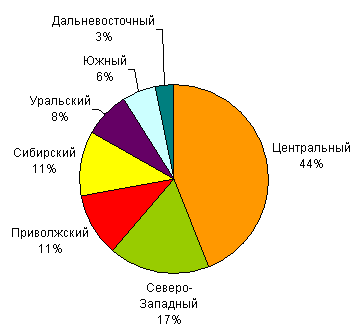 Дальневосточный
3%
Южный
6%
Уральский
8%
Сибирский
11%
Приволжский
11%
Северо-
Западный
17%
Центральный
44%